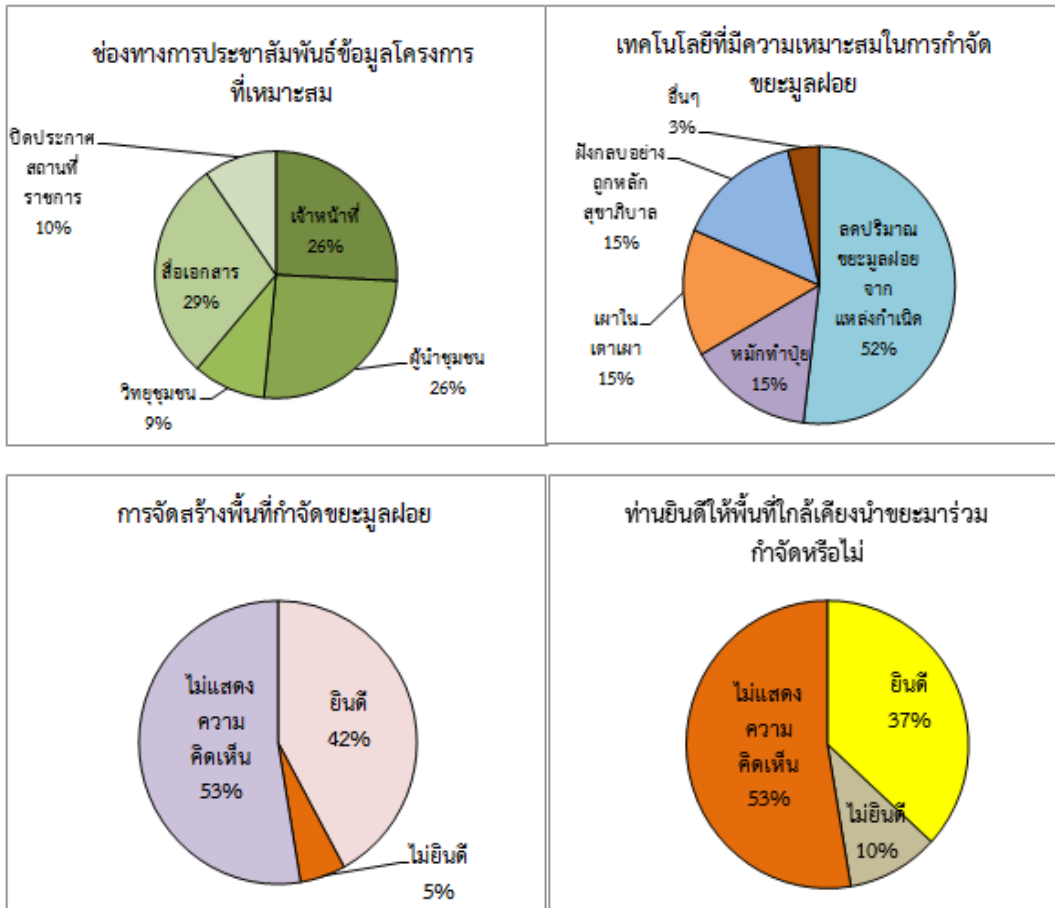 ช่องทางการประชาสัมพันธ์ข้อมูลโครงการ
ที่เหมาะสม
ปิดประกาศ
สถานที่
ราชการ
10%
เจ้าหน้าที่
26%
สื่อเอกสาร
29%
วิทยุชุมชน
9%
ผู้นำชุมชน
26%
เทคโนโลยีที่มีความเหมาะสมในการกำจัด
ขยะมูลฝอย
อื่นๆ
3%
ฝังกลบอย่าง
ถูกหลัก
สุขาภิบาล
15%
ลดปริมาณ
ขยะมูลฝอย
จาก
แหล่งกำเนิด
52%
เผาใน
เตาเผา
15%
หมักทำปุ๋ย
15%
การจัดสร้างพื้นที่กำจัดขยะมูลฝอย
ไม่แสดง
ความ
คิดเห็น
53%
ยินดี
42%
ไม่ยินดี
5%
ท่านยินดีให้พื้นที่ใกล้เคียงนำขยะมาร่วม
กำจัดหรือไม่
ไม่แสดง
ความ
คิดเห็น
53%
ยินดี
37%
ไม่ยินดี
10%